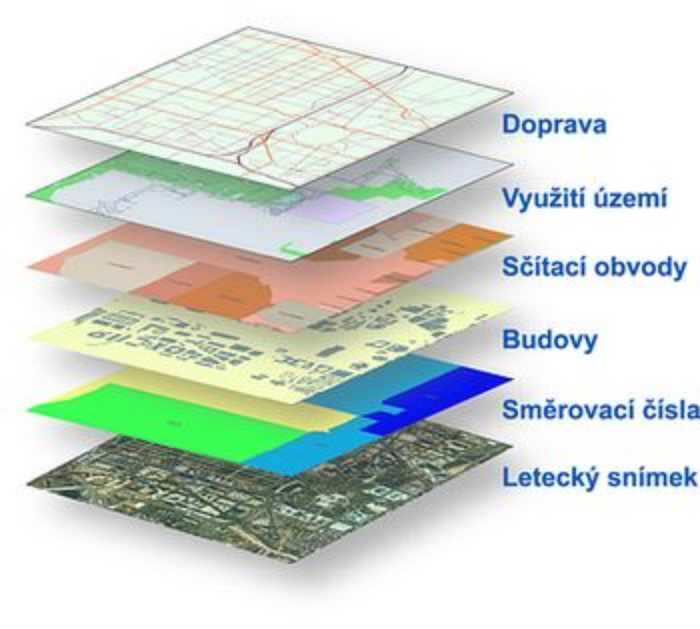 Doprava
Využití území
Sčítací obvody
Budovy
Směrovací čísla
Letecký snímek